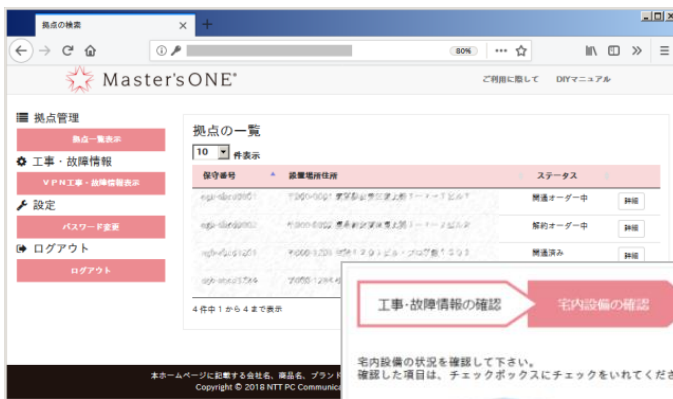 拠点の検索
80%
Master'sONE®
ご利用に際して DIYマニュアル
拠点管理
拠点一覧表示
工事・故障情報
VPN工事・故障情報表示
設定
パスワード変更
ログアウト
ログアウト
拠点の一覧
10 件表示
保守番号 設置場所住所 ステータス
開通オーダー中 詳細
解約オーダー中 詳細
開通済み 詳細
4件中1から4まで表示
工事・故障情報の確認 宅内設備の確認
宅内設備の状況を確認して下さい。
確認した項目は、チェックボックスにチェックをいれてくださ
本ホームページに記載する会社名、商品名、ブランド
Copyright © 2018 NTT PC Communica